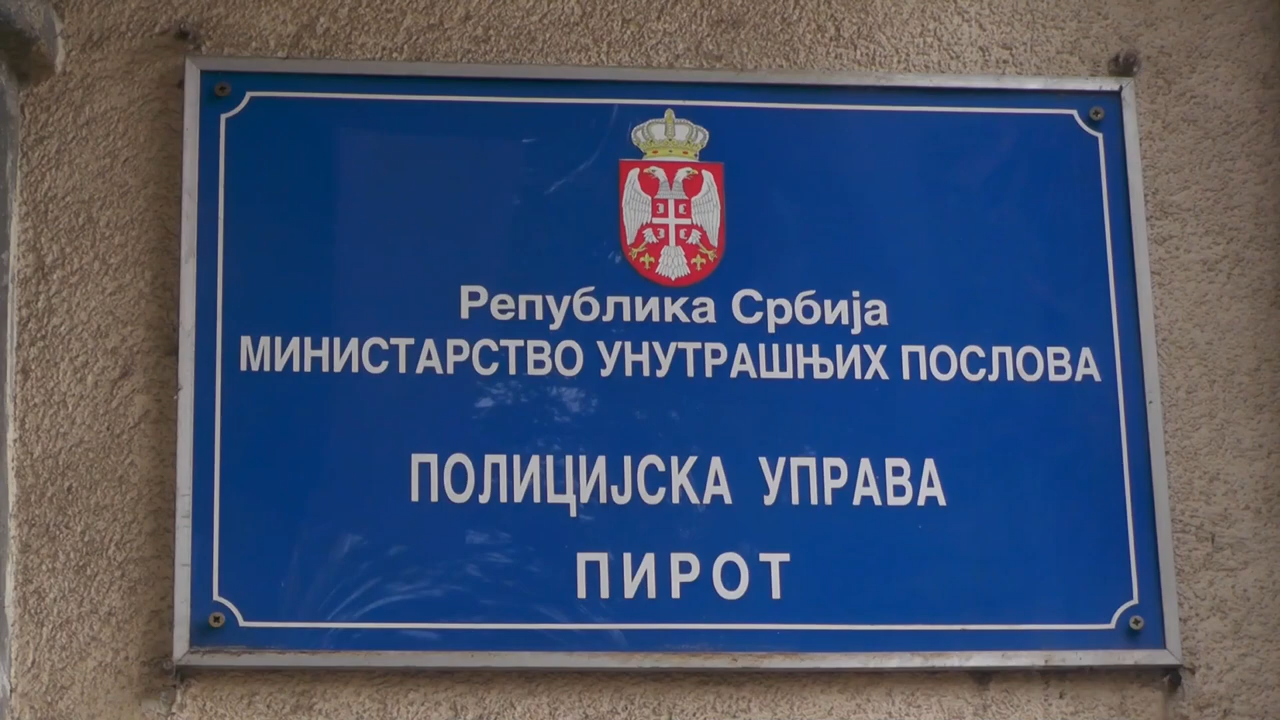 Република Србија
МИНИСТАРСТВО УНУТРАШЊИХ ПОСЛОВА
ПОЛИЦИЈСКА УПРАВА
ПИРОТ